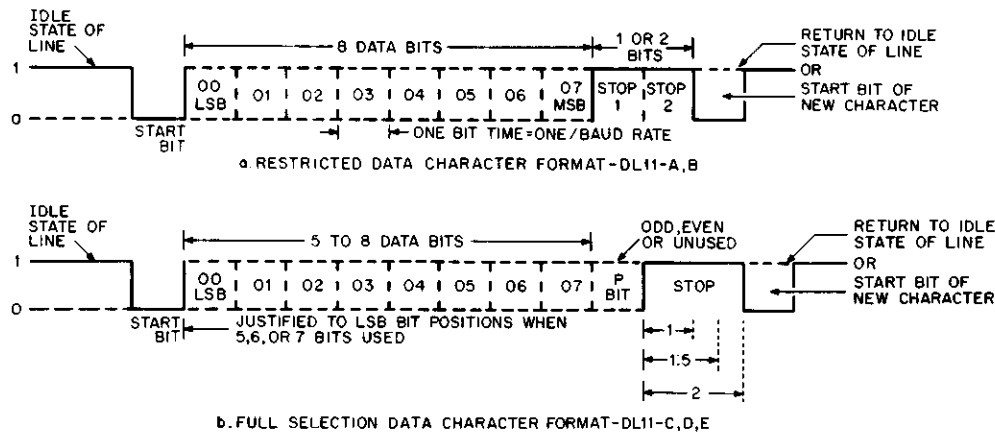 IDLE
STATE OF
LINE
8 DATA BITS
1 OR 2
BITS
RETURN TO IDLE
STATE OF LINE
OR
START BIT OF
NEW CHARACTER
1
0
START
BIT
00
LSB
01
02
03
04
05
06
07
MSB
STOP
1
STOP
2
ONE BIT TIME=ONE/BAUD RATE
a. RESTRICTED DATA CHARACTER FORMAT-DL11-A,B
IDLE
STATE OF
LINE
5 TO 8 DATA BITS
ODD,EVEN
OR UNUSED
RETURN TO IDLE
STATE OF LINE
OR
START BIT OF
NEW CHARACTER
1
0
START
BIT
00
LSB
01
02
03
04
05
06
07
P
BIT
STOP
JUSTIFIED TO LSB BIT POSITIONS WHEN
5,6,OR 7 BITS USED
1
1.5
2
b. FULL SELECTION DATA CHARACTER FORMAT-DL11-C,D,E